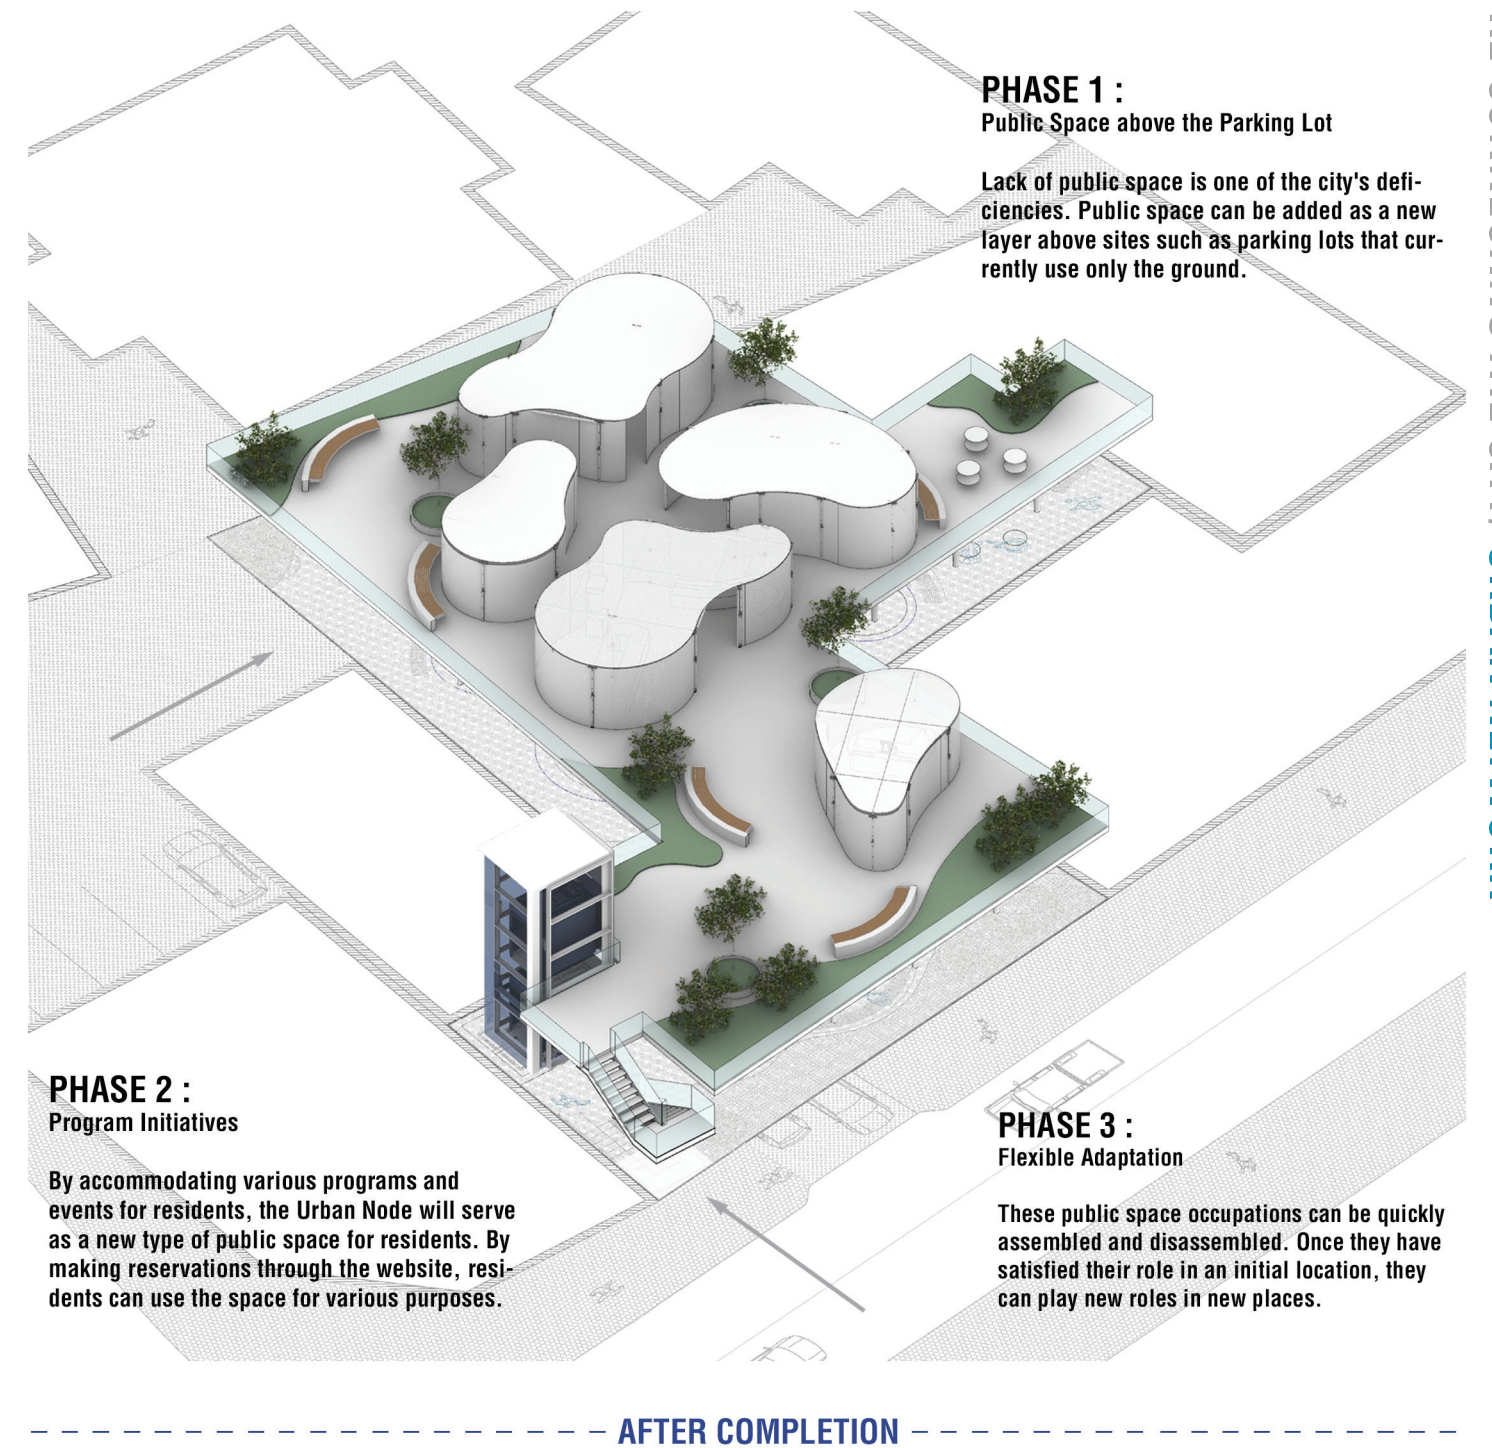 PHASE 1 :
Public Space above the Parking Lot
Lack of public space is one of the city's defi-
ciencies. Public space can be added as a new
layer above sites such as parking lots that cur-
rently use only the ground.
PHASE 2 :
Program Initiatives
By accommodating various programs and
events for residents, the Urban Node will serve
as a new type of public space for residents. By
making reservations through the website, resi-
dents can use the space for various purposes.
PHASE 3 :
Flexible Adaptation
These public space occupations can be quickly
assembled and disassembled. Once they have
satisfied their role in an initial location, they
can play new roles in new places.
AFTER COMPLETION